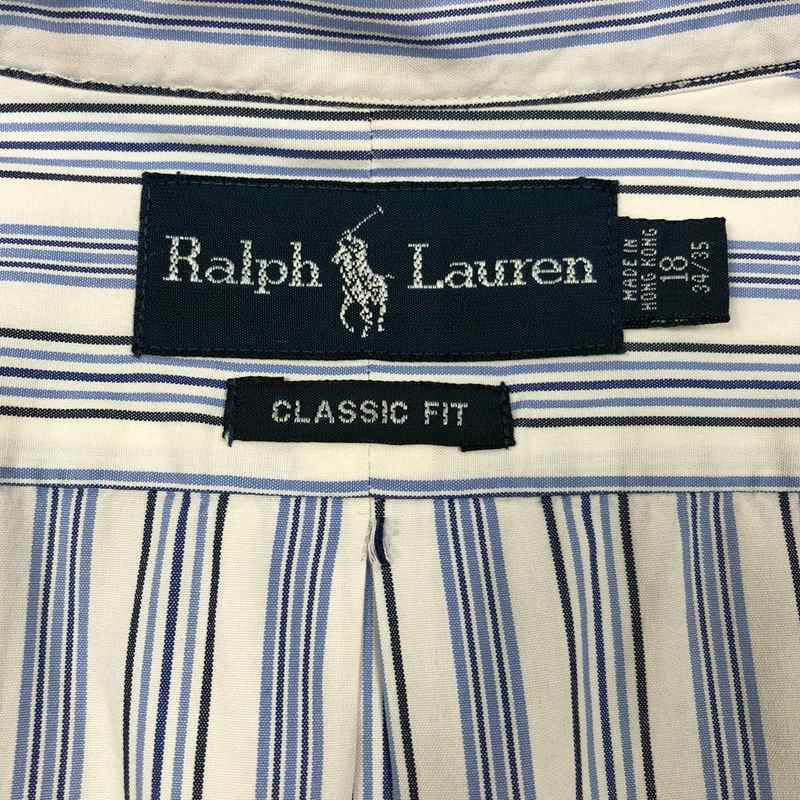 Ralph Lauren
MADE IN
HONG KONG
18
34/35
CLASSIC FIT